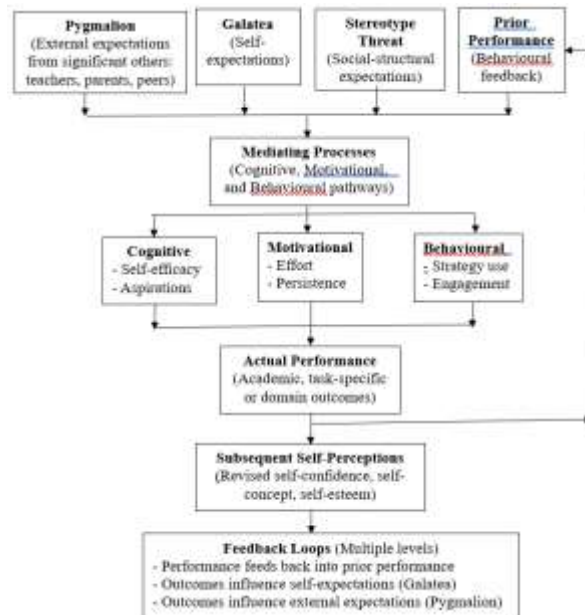 Pygmalion
(External expectations
from significant others:
teachers, parents, peers)
Galatea
(Self-
expectations)
Stereotype
Threat
(Social-structural
expectations)
Prior
Performance
(Behavioural
feedback)
Mediating Processes
(Cognitive, Motivational,
and Behavioural pathways)
Cognitive
- Self-efficacy
- Aspirations
Motivational
- Effort
- Persistence
Behavioural
- Strategy use
- Engagement
Actual Performance
(Academic, task-specific
or domain outcomes)
Subsequent Self-Perceptions
(Revised self-confidence, self-
concept, self-esteem)
Feedback Loops (Multiple levels)
- Performance feeds back into prior performance
- Outcomes influence self-expectations (Galatea)
- Outcomes influence external expectations (Pygmalion)